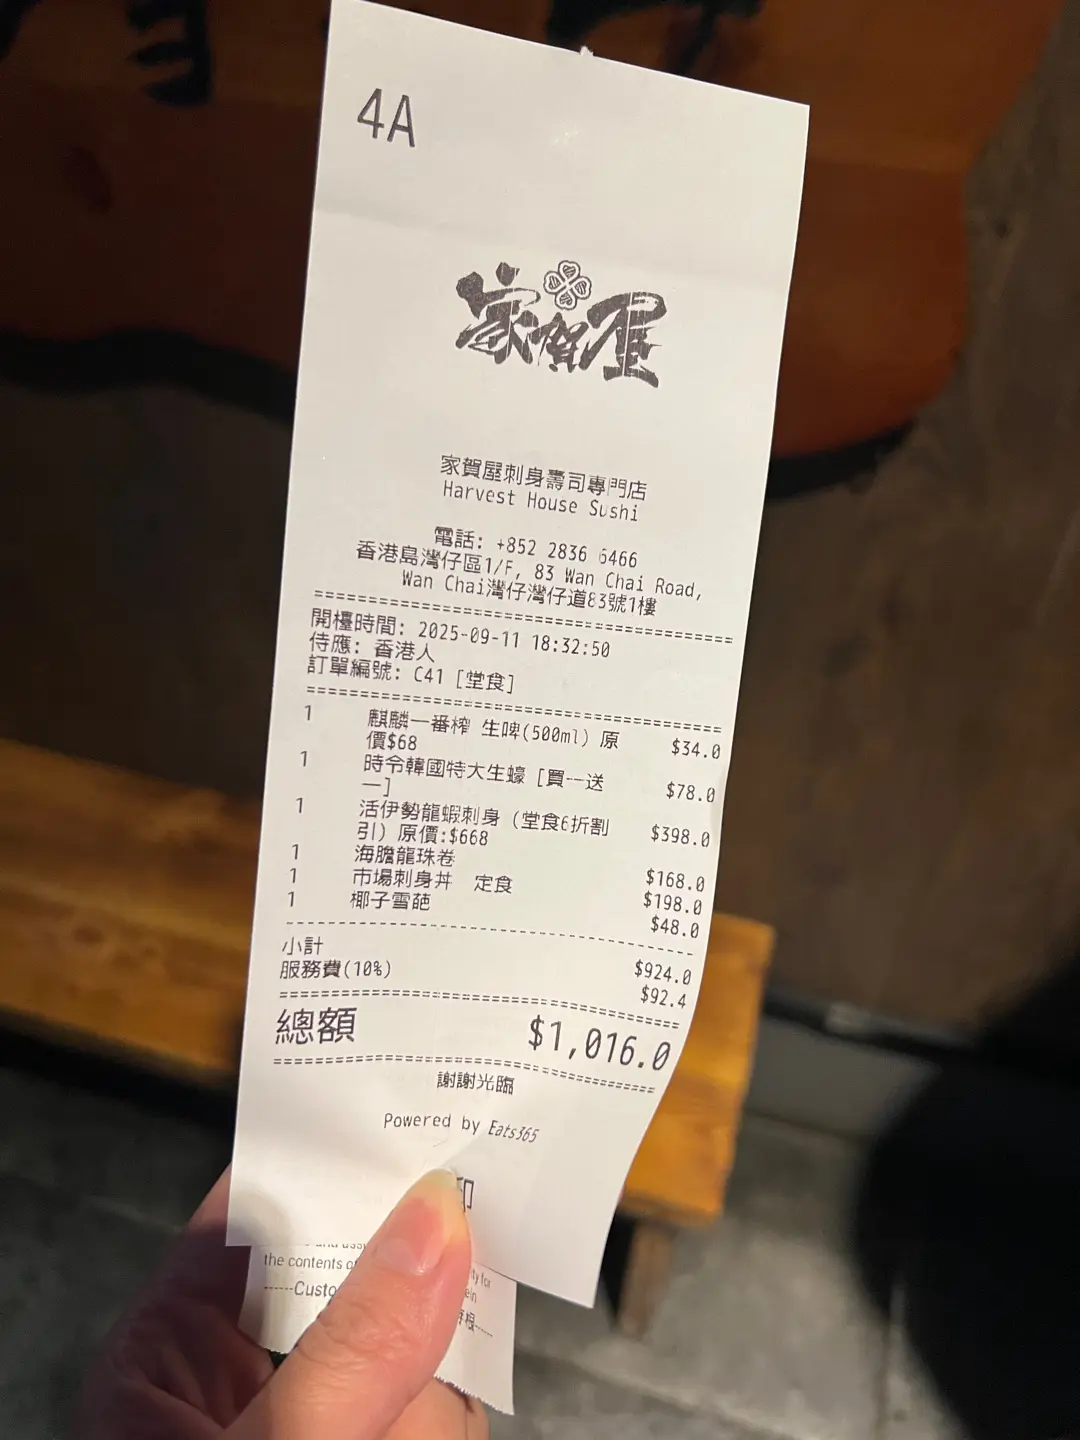 4A
家賀屋
家賀屋刺身壽司專門店
Harvest House Sushi
電話: +852 2836 6466
香港島灣仔區1/F, 83 Wan Chai Road,
Wan Chai灣仔灣仔道83號1樓
開檯時間: 2025-09-11 18:32:50
侍應: 香港人
訂單編號: C41 [堂食]
1 麒麟一番榨 生啤(500ml) 原 $34.0
價$68
1 時令韓國特大生蠔 [買一送 $78.0
一]
1 活伊勢龍蝦刺身 (堂食6折割 $398.0
引) 原價:$668
1 海膽龍珠卷 $168.0
1 市場刺身丼 定食 $198.0
1 椰子雪葩 $48.0
小計 $924.0
服務費(10%) $92.4
總額 $1,016.0
謝謝光臨
Powered by Eats365
印
the contents of
------Custo